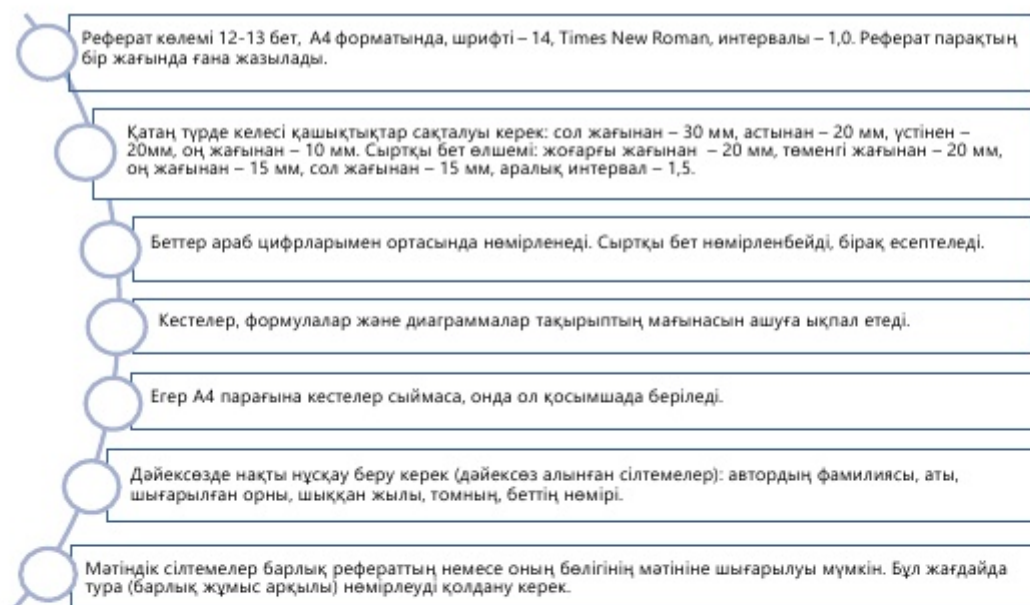 Реферат көлемі 12-13 бет, А4 форматында, шрифті – 14, Times New Roman, интервалы – 1,0. Реферат парақтың
бір жағында ғана жазылады.
Қатаң түрде келесі қашықтықтар сақталуы керек: сол жағынан – 30 мм, астынан – 20 мм, үстінен –
20мм, оң жағынан – 10 мм. Сыртқы бет өлшемі: жоғарғы жағынан – 20 мм, төменгі жағынан – 20 мм,
оң жағынан – 15 мм, сол жағынан – 15 мм, аралық интервал – 1,5.
Беттер араб цифрларымен ортасында нөмірленеді. Сыртқы бет нөмірленбейді, бірақ есептеледі.
Кестелер, формулалар және диаграммалар тақырыптың мағынасын ашуға ықпал етеді.
Егер А4 парағына кестелер сыймаса, онда ол қосымшада беріледі.
Дәйексөзде нақты нұсқау беру керек (дәйексөз алынған сілтемелер): автордың фамилиясы, аты,
шығарылған орны, шыққан жылы, томның, беттің нөмірі.
Мәтіндік сілтемелер барлық рефераттың немесе оның бөлігінің мәтініне шығарылуы мүмкін. Бұл жағдайда
тура (барлық жұмыс арқылы) нөмірлеуді қолдану керек.